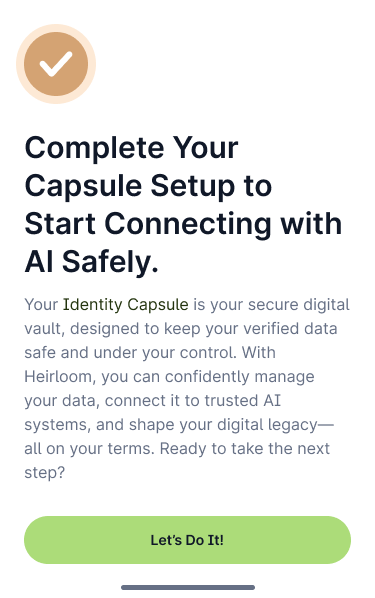 Complete Your
Capsule Setup to
Start Connecting with
AI Safely.
Your Identity Capsule is your secure digital
vault, designed to keep your verified data
safe and under your control. With
Heirloom, you can confidently manage
your data, connect it to trusted AI
systems, and shape your digital legacy—
all on your terms. Ready to take the next
step?
Let’s Do It!